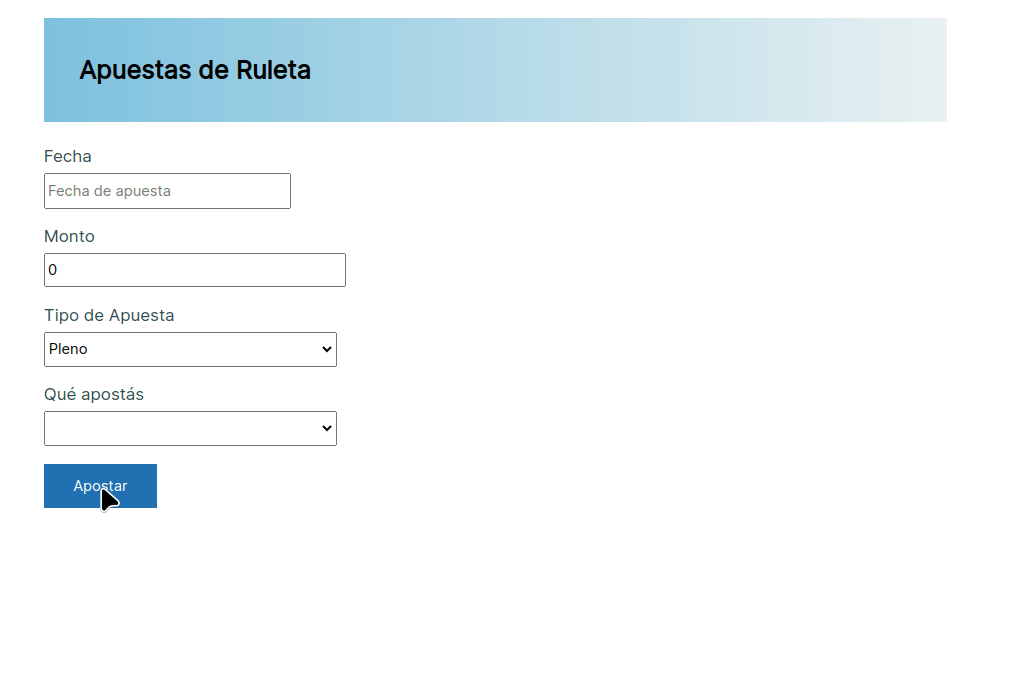 Apuestas de Ruleta
Fecha
Fecha de apuesta
Monto
0
Tipo de Apuesta
Pleno
Qué apostás
Apostar